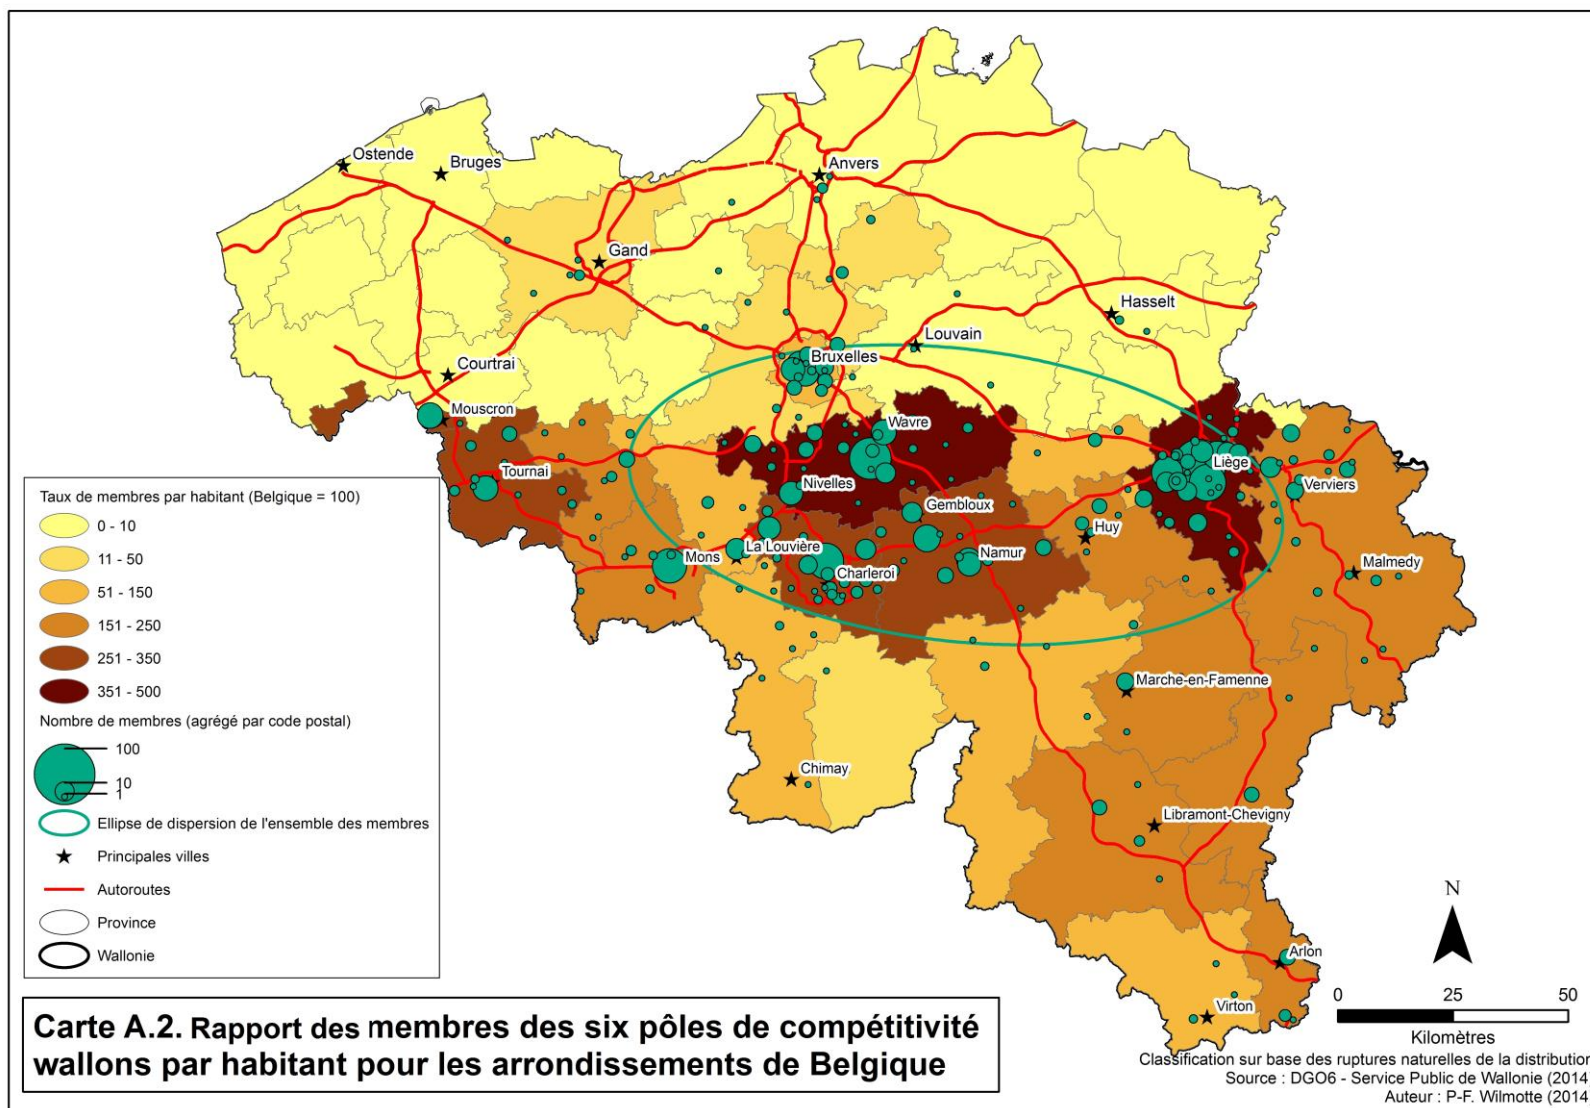 Ostende
Bruges
Anvers
Gand
Hasselt
Louvain
Bruxelles
Courtrai
Mouscron
Wavre
Liège
Tournai
Nivelles
Verviers
Gembloux
Huy
Mons
La Louvière
Namur
Malmedy
Charleroi
Marche-en-Famenne
Chimay
Libramont-Chevigny
Arlon
Virton
Taux de membres par habitant (Belgique = 100)
0 - 10
11 - 50
51 - 150
151 - 250
251 - 350
351 - 500
Nombre de membres (agrégé par code postal)
100
10
1
Ellipse de dispersion de l'ensemble des membres
Principales villes
Autoroutes
Province
Wallonie
N
0 25 50
Kilomètres
Carte A.2. Rapport des membres des six pôles de compétitivité
wallons par habitant pour les arrondissements de Belgique
Classification sur base des ruptures naturelles de la distribution
Source : DGO6 - Service Public de Wallonie (2014)
Auteur : P-F. Wilmotte (2014)